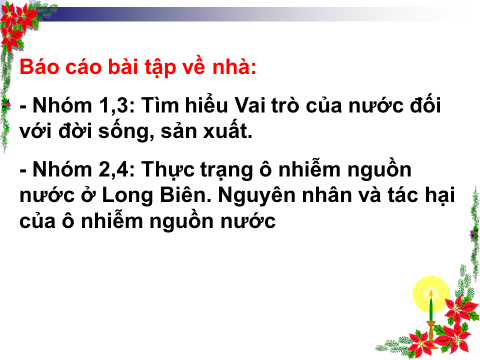 Báo cáo bài tập về nhà:
- Nhóm 1,3: Tìm hiểu Vai trò của nước đối
với đời sống, sản xuất.
- Nhóm 2,4: Thực trạng ô nhiễm nguồn
nước ở Long Biên. Nguyên nhân và tác hại
của ô nhiễm nguồn nước